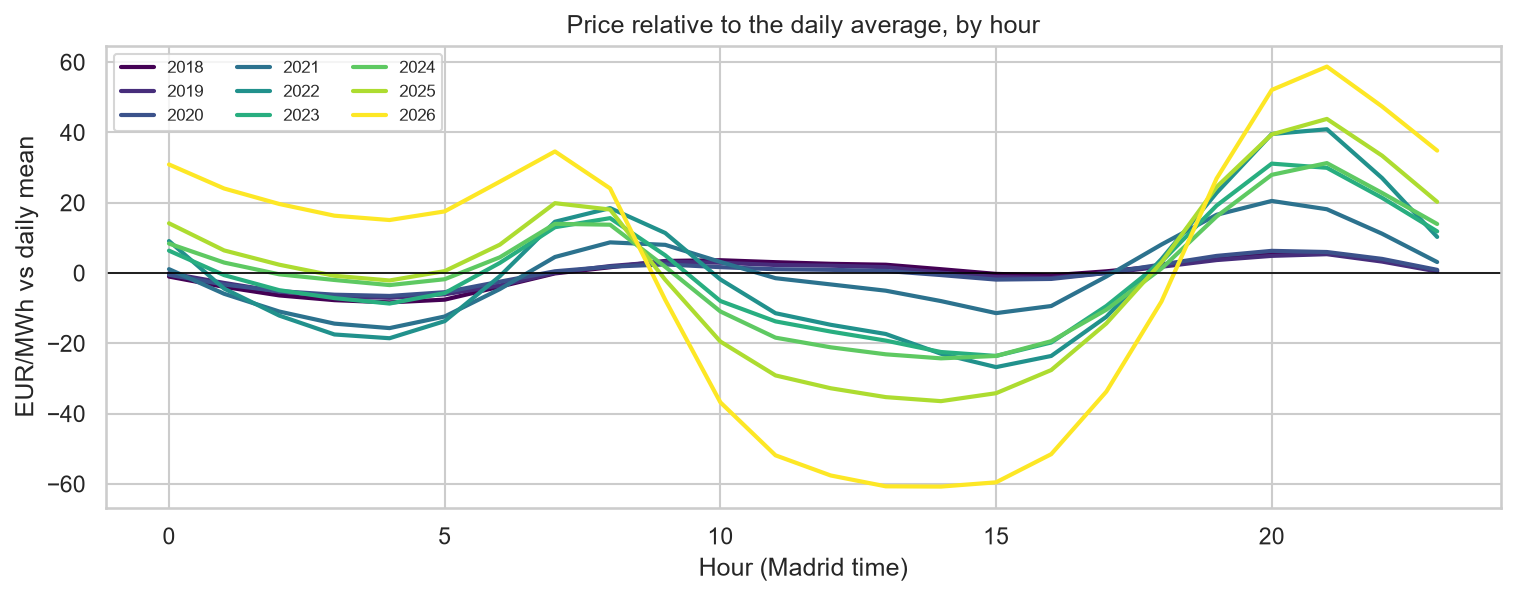 Price relative to the daily average, by hour
2018 2021 2024
2019 2022 2025
2020 2023 2026
EUR/MWh vs daily mean
60
40
20
0
−20
−40
−60
0 5 10 15 20
Hour (Madrid time)